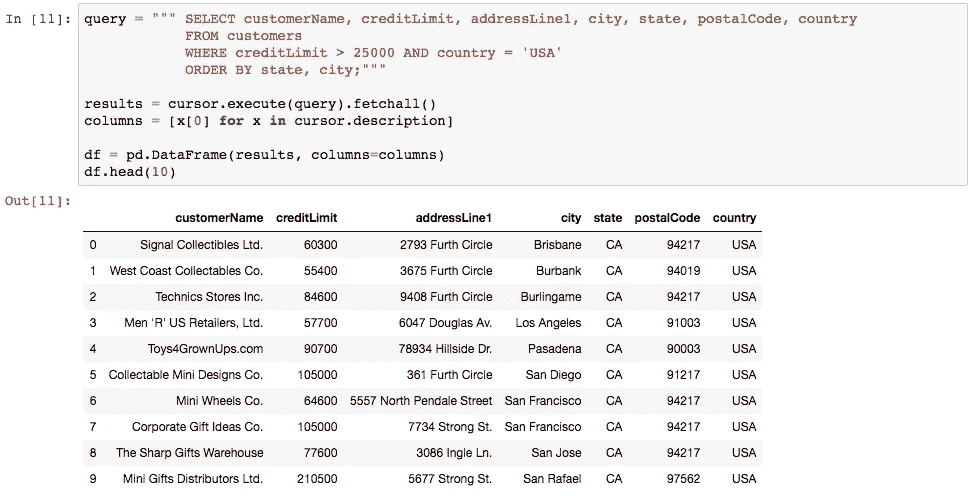 In [11]: query = """ SELECT customerName, creditLimit, addressLine1, city, state, postalCode, country
FROM customers
WHERE creditLimit > 25000 AND country = 'USA'
ORDER BY state, city;"""
results = cursor.execute(query).fetchall()
columns = [x[0] for x in cursor.description]
df = pd.DataFrame(results, columns=columns)
df.head(10)
Out[11]:
customerName creditLimit addressLine1 city state postalCode country
0 Signal Collectibles Ltd. 60300 2793 Furth Circle Brisbane CA 94217 USA
1 West Coast Collectables Co. 55400 3675 Furth Circle Burbank CA 94019 USA
2 Technics Stores Inc. 84600 9408 Furth Circle Burlingame CA 94217 USA
3 Men 'R' US Retailers, Ltd. 57700 6047 Douglas Av. Los Angeles CA 91003 USA
4 Toys4GrownUps.com 90700 78934 Hillside Dr. Pasadena CA 90003 USA
5 Collectable Mini Designs Co. 105000 361 Furth Circle San Diego CA 91217 USA
6 Mini Wheels Co. 64600 5557 North Pendale Street San Francisco CA 94217 USA
7 Corporate Gift Ideas Co. 105000 7734 Strong St. San Francisco CA 94217 USA
8 The Sharp Gifts Warehouse 77600 3086 Ingle Ln. San Jose CA 94217 USA
9 Mini Gifts Distributors Ltd. 210500 5677 Strong St. San Rafael CA 97562 USA